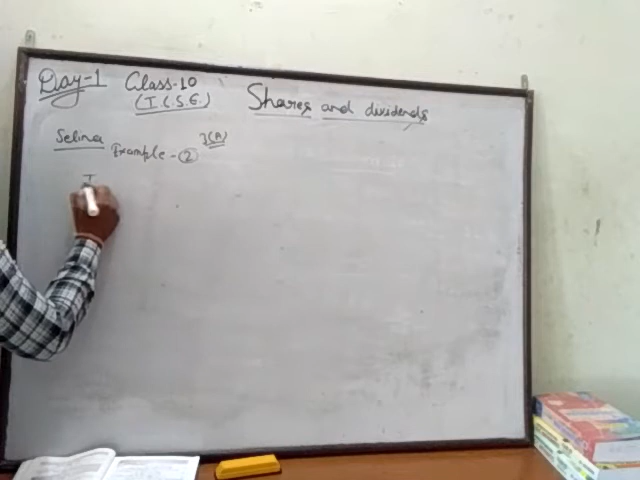 Day-1 Class-10
(I.C.S.E.) Shares and dividends
Selina 3(A)
Example - 2
I